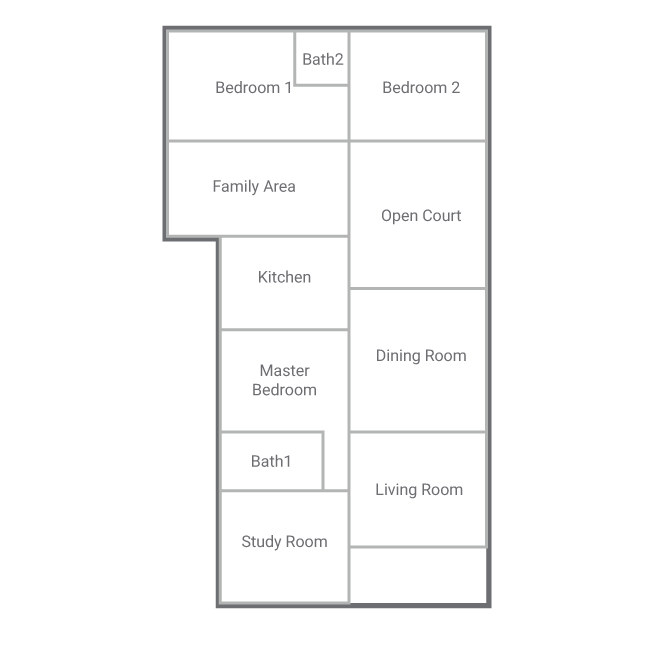 Bath2
Bedroom 1
Bedroom 2
Family Area
Open Court
Kitchen
Dining Room
Master
Bedroom
Bath1
Living Room
Study Room